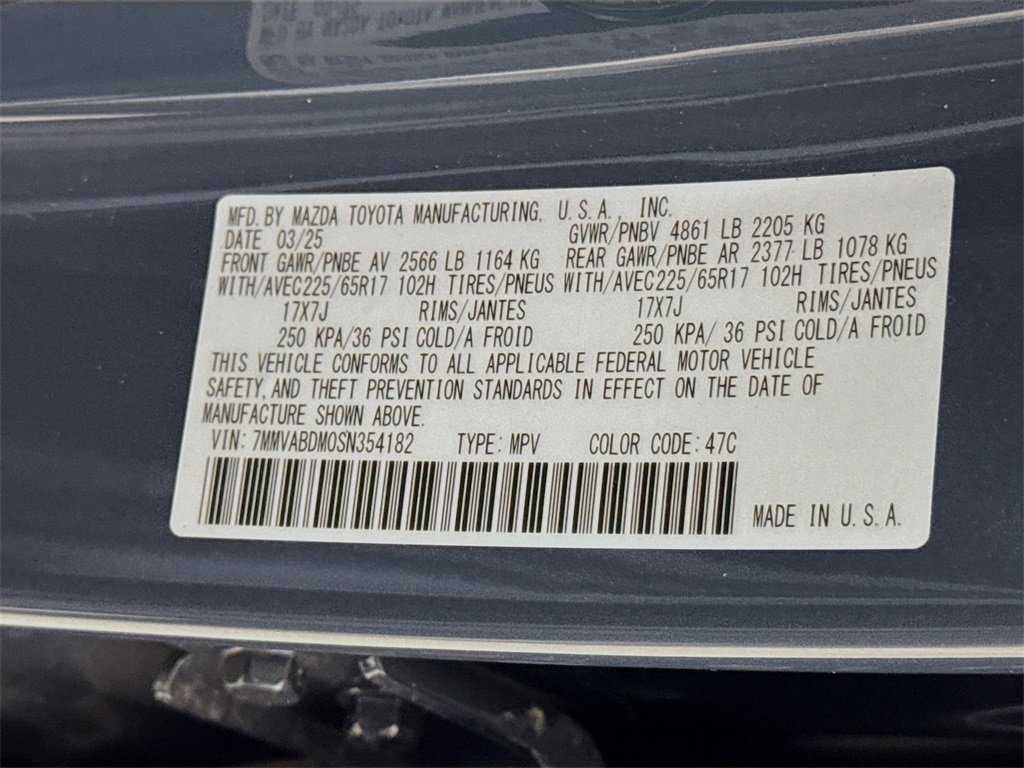 MFD. BY MAZDA TOYOTA MANUFACTURING, U.S.A., INC.
DATE 03/25 GVWR/PNBV 4861 LB 2205 KG
FRONT GAWR/PNBE AV 2566 LB 1164 KG REAR GAWR/PNBE AR 2377 LB 1078 KG
WITH/AVEC225/65R17 102H TIRES/PNEUS WITH/AVEC225/65R17 102H TIRES/PNEUS
17X7J RIMS/JANTES 17X7J RIMS/JANTES
250 KPA/36 PSI COLD/A FROID 250 KPA/ 36 PSI COLD/A FROID
THIS VEHICLE CONFORMS TO ALL APPLICABLE FEDERAL MOTOR VEHICLE
SAFETY, AND THEFT PREVENTION STANDARDS IN EFFECT ON THE DATE OF
MANUFACTURE SHOWN ABOVE.
VIN: 7MMVABDM0SN354182 TYPE: MPV COLOR CODE: 47C
MADE IN U.S.A.